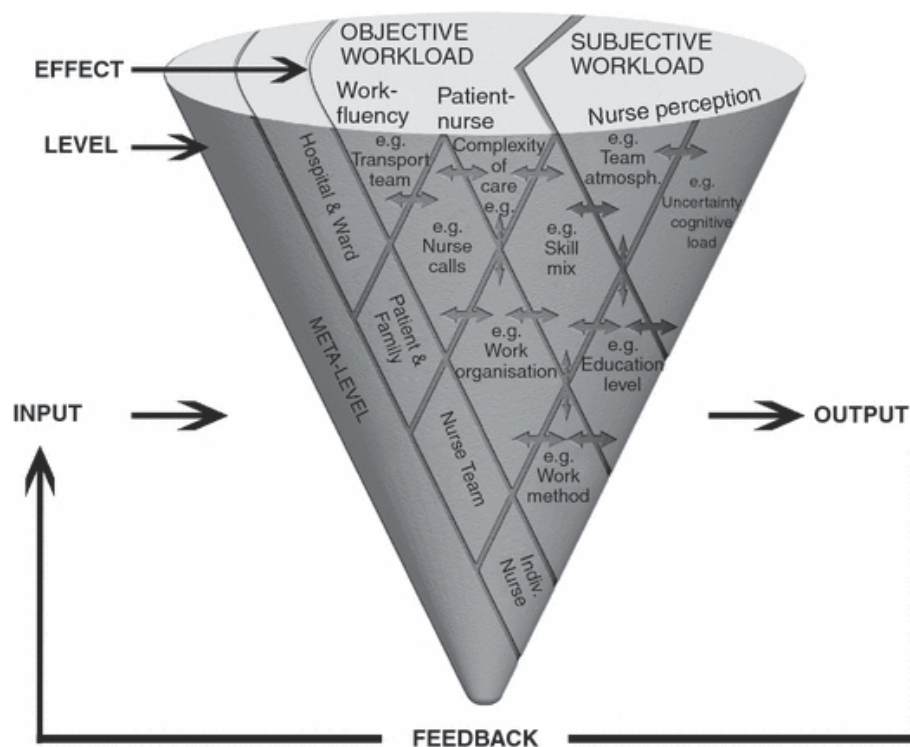 OBJECTIVE
WORKLOAD
SUBJECTIVE
WORKLOAD
EFFECT
Work-
fluency
Patient-
nurse
Nurse perception
LEVEL
Hospital & Ward
e.g.
Transport
team
Complexity
of
care
e.g.
e.g.
Team
atmosph.
e.g.
Uncertainty
cognitive
load
e.g.
Nurse
calls
e.g.
Skill
mix
META-LEVEL
Patient &
Family
e.g.
Work
organisation
e.g.
Education
level
INPUT
OUTPUT
Nurse Team
e.g.
Work
method
Indiv.
Nurse
FEEDBACK